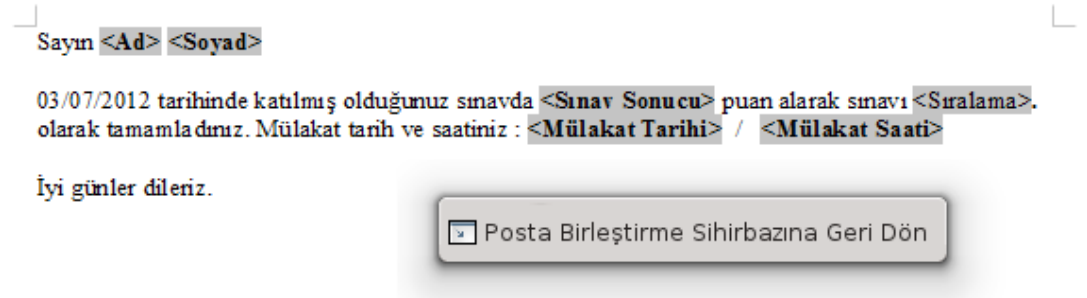 Sayın <Ad> <Soyad>
03/07/2012 tarihinde katılmış olduğunuz sınavda <Sınav Sonucu> puan alarak sınavı <Sıralama>.
olarak tamamladınız. Mülakat tarih ve saatiniz : <Mülakat Tarihi> / <Mülakat Saati>
İyi günler dileriz.
Posta Birleştirme Sihirbazına Geri Dön